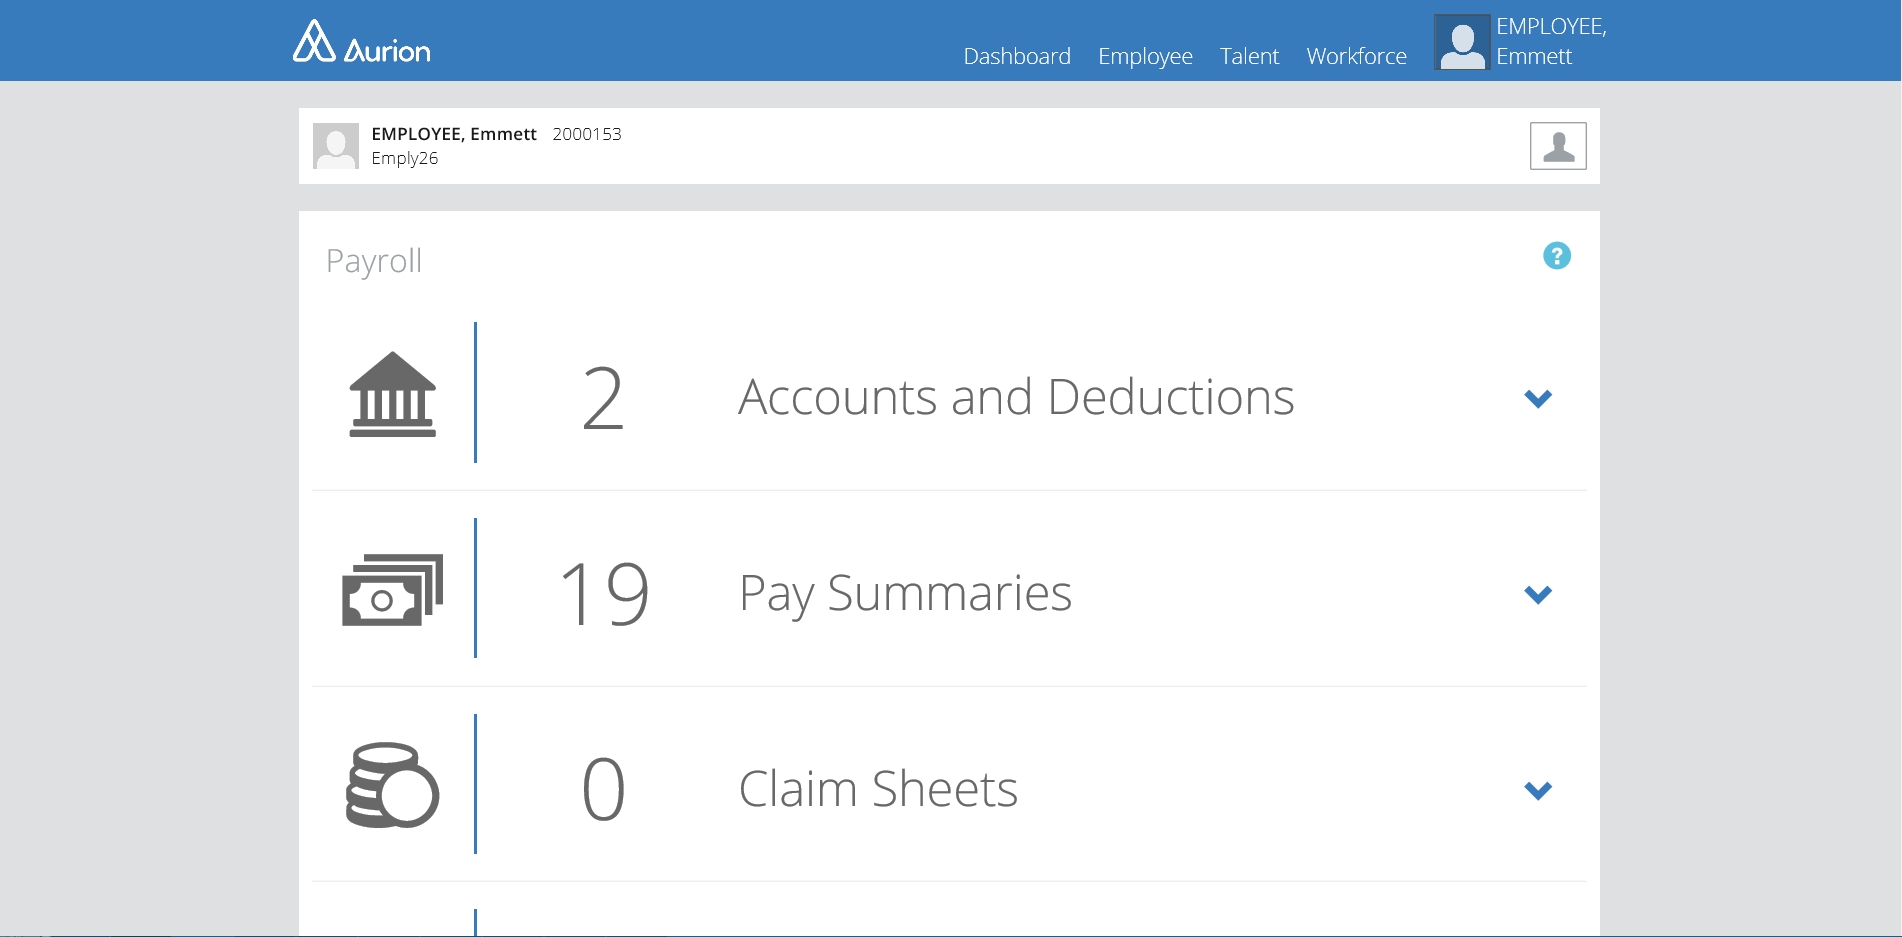 Aurion
Dashboard
Employee
Talent
Workforce
EMPLOYEE,
Emmett
EMPLOYEE, Emmett 2000153
Emply26
Payroll
?
2 Accounts and Deductions
19 Pay Summaries
0 Claim Sheets